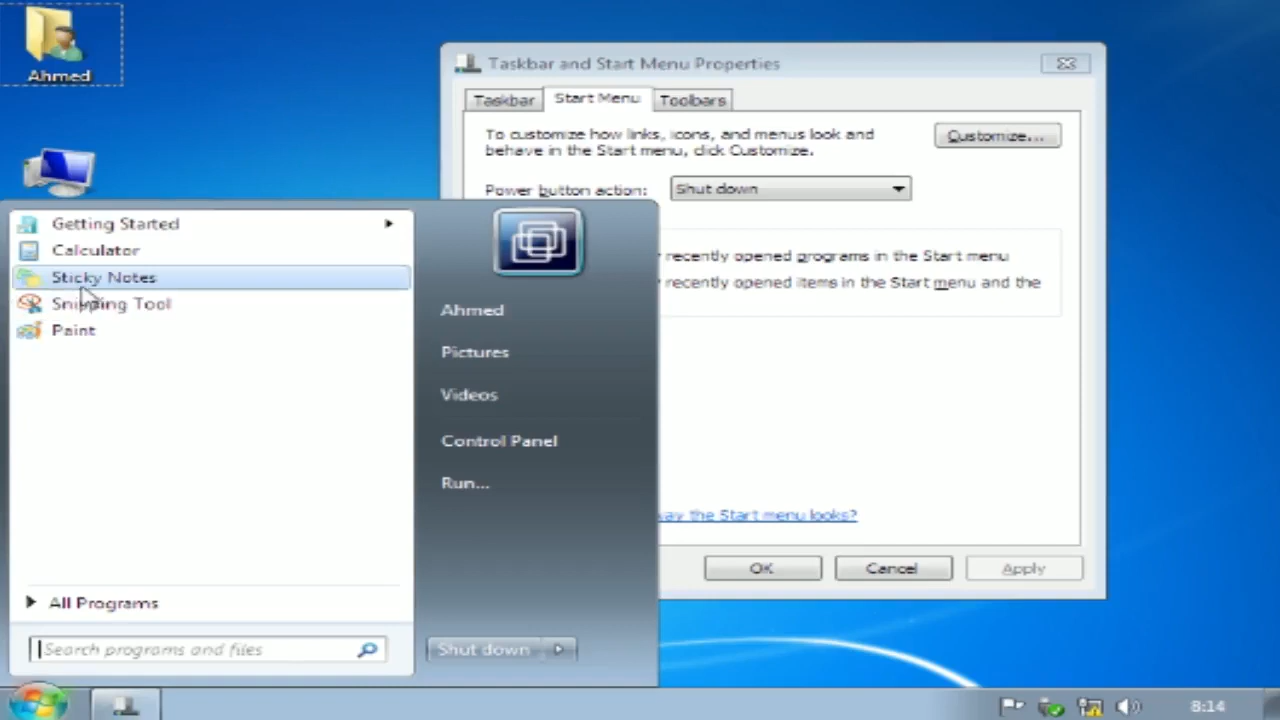 Ahmed
Taskbar and Start Menu Properties
Taskbar
Start Menu
Toolbars
To customize how links, icons, and menus look and
behave in the Start menu, click Customize.
Customize...
Power button action:
Shut down
recently opened programs in the Start menu
recently opened items in the Start menu and the
way the Start menu looks?
OK
Cancel
Apply
Getting Started
Calculator
Sticky Notes
Snipping Tool
Paint
All Programs
Search programs and files
Ahmed
Pictures
Videos
Control Panel
Run...
Shut down
8:14